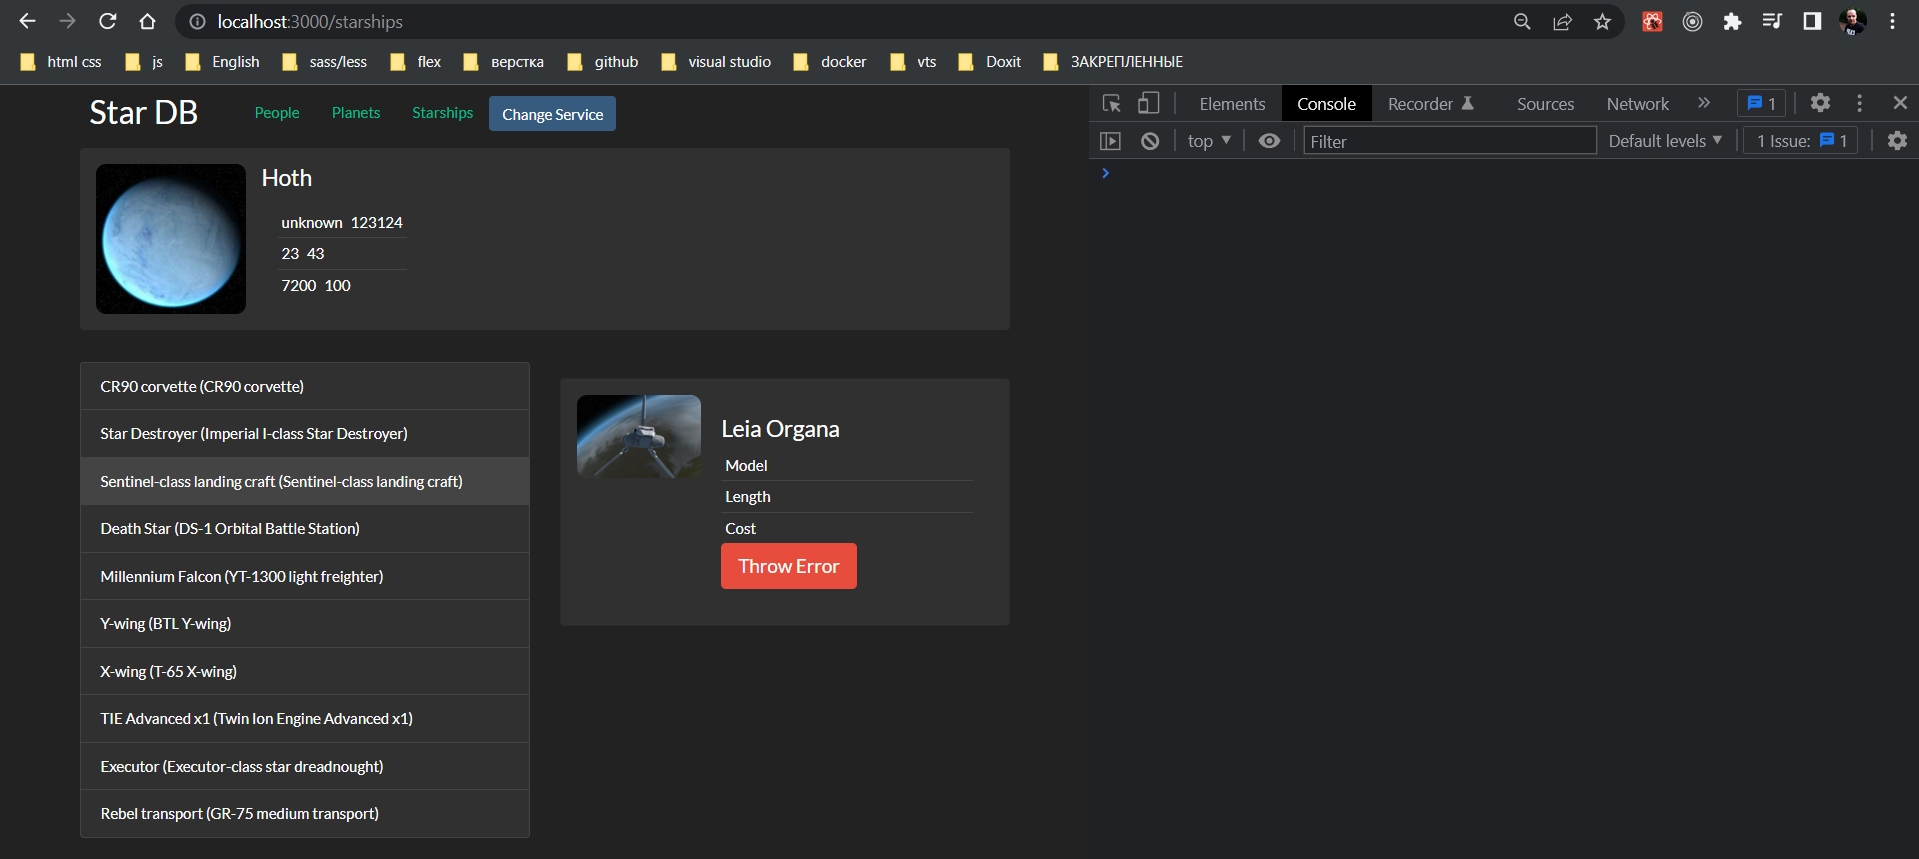 localhost:3000/starships
html css js English sass/less flex верстка github visual studio docker vts Doxit ЗАКРЕПЛЕННЫЕ
Star DB People Planets Starships Change Service
Elements Console Recorder Sources Network » 1
top Filter Default levels 1 Issue: 1
Hoth
unknown 123124
23 43
7200 100
CR90 corvette (CR90 corvette)
Star Destroyer (Imperial I-class Star Destroyer)
Sentinel-class landing craft (Sentinel-class landing craft)
Death Star (DS-1 Orbital Battle Station)
Millennium Falcon (YT-1300 light freighter)
Y-wing (BTL Y-wing)
X-wing (T-65 X-wing)
TIE Advanced x1 (Twin Ion Engine Advanced x1)
Executor (Executor-class star dreadnought)
Rebel transport (GR-75 medium transport)
Leia Organa
Model
Length
Cost
Throw Error